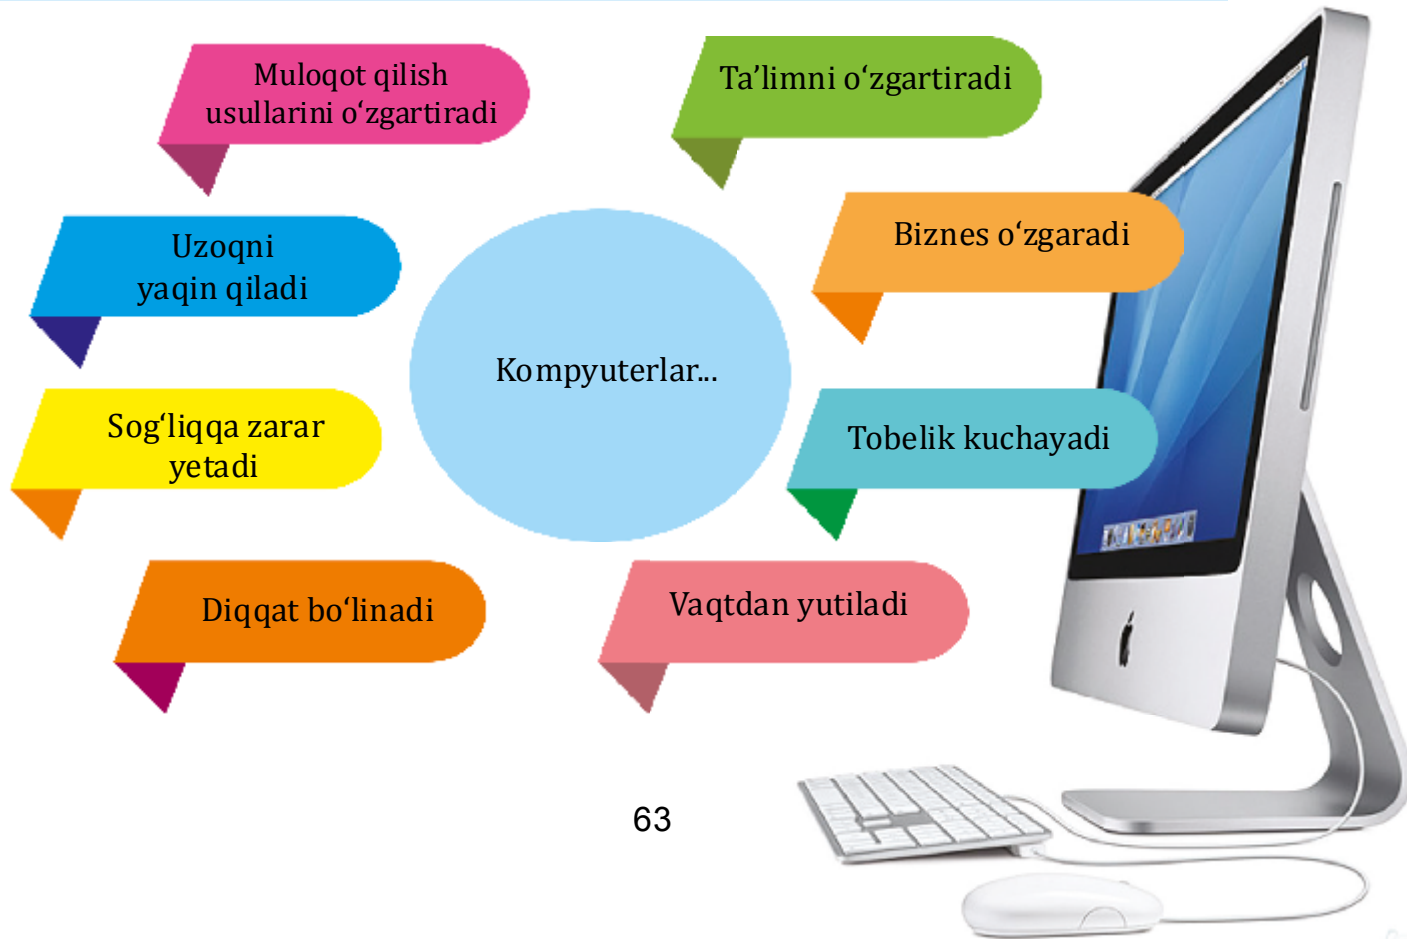 Muloqot qilish
usullarini o‘zgartiradi
Ta’limni o‘zgartiradi
Uzoqni
yaqin qiladi
Biznes o‘zgaradi
Kompyuterlar...
Sog‘liqqa zarar
yetadi
Tobelik kuchayadi
Diqqat bo‘linadi
Vaqtdan yutiladi
63